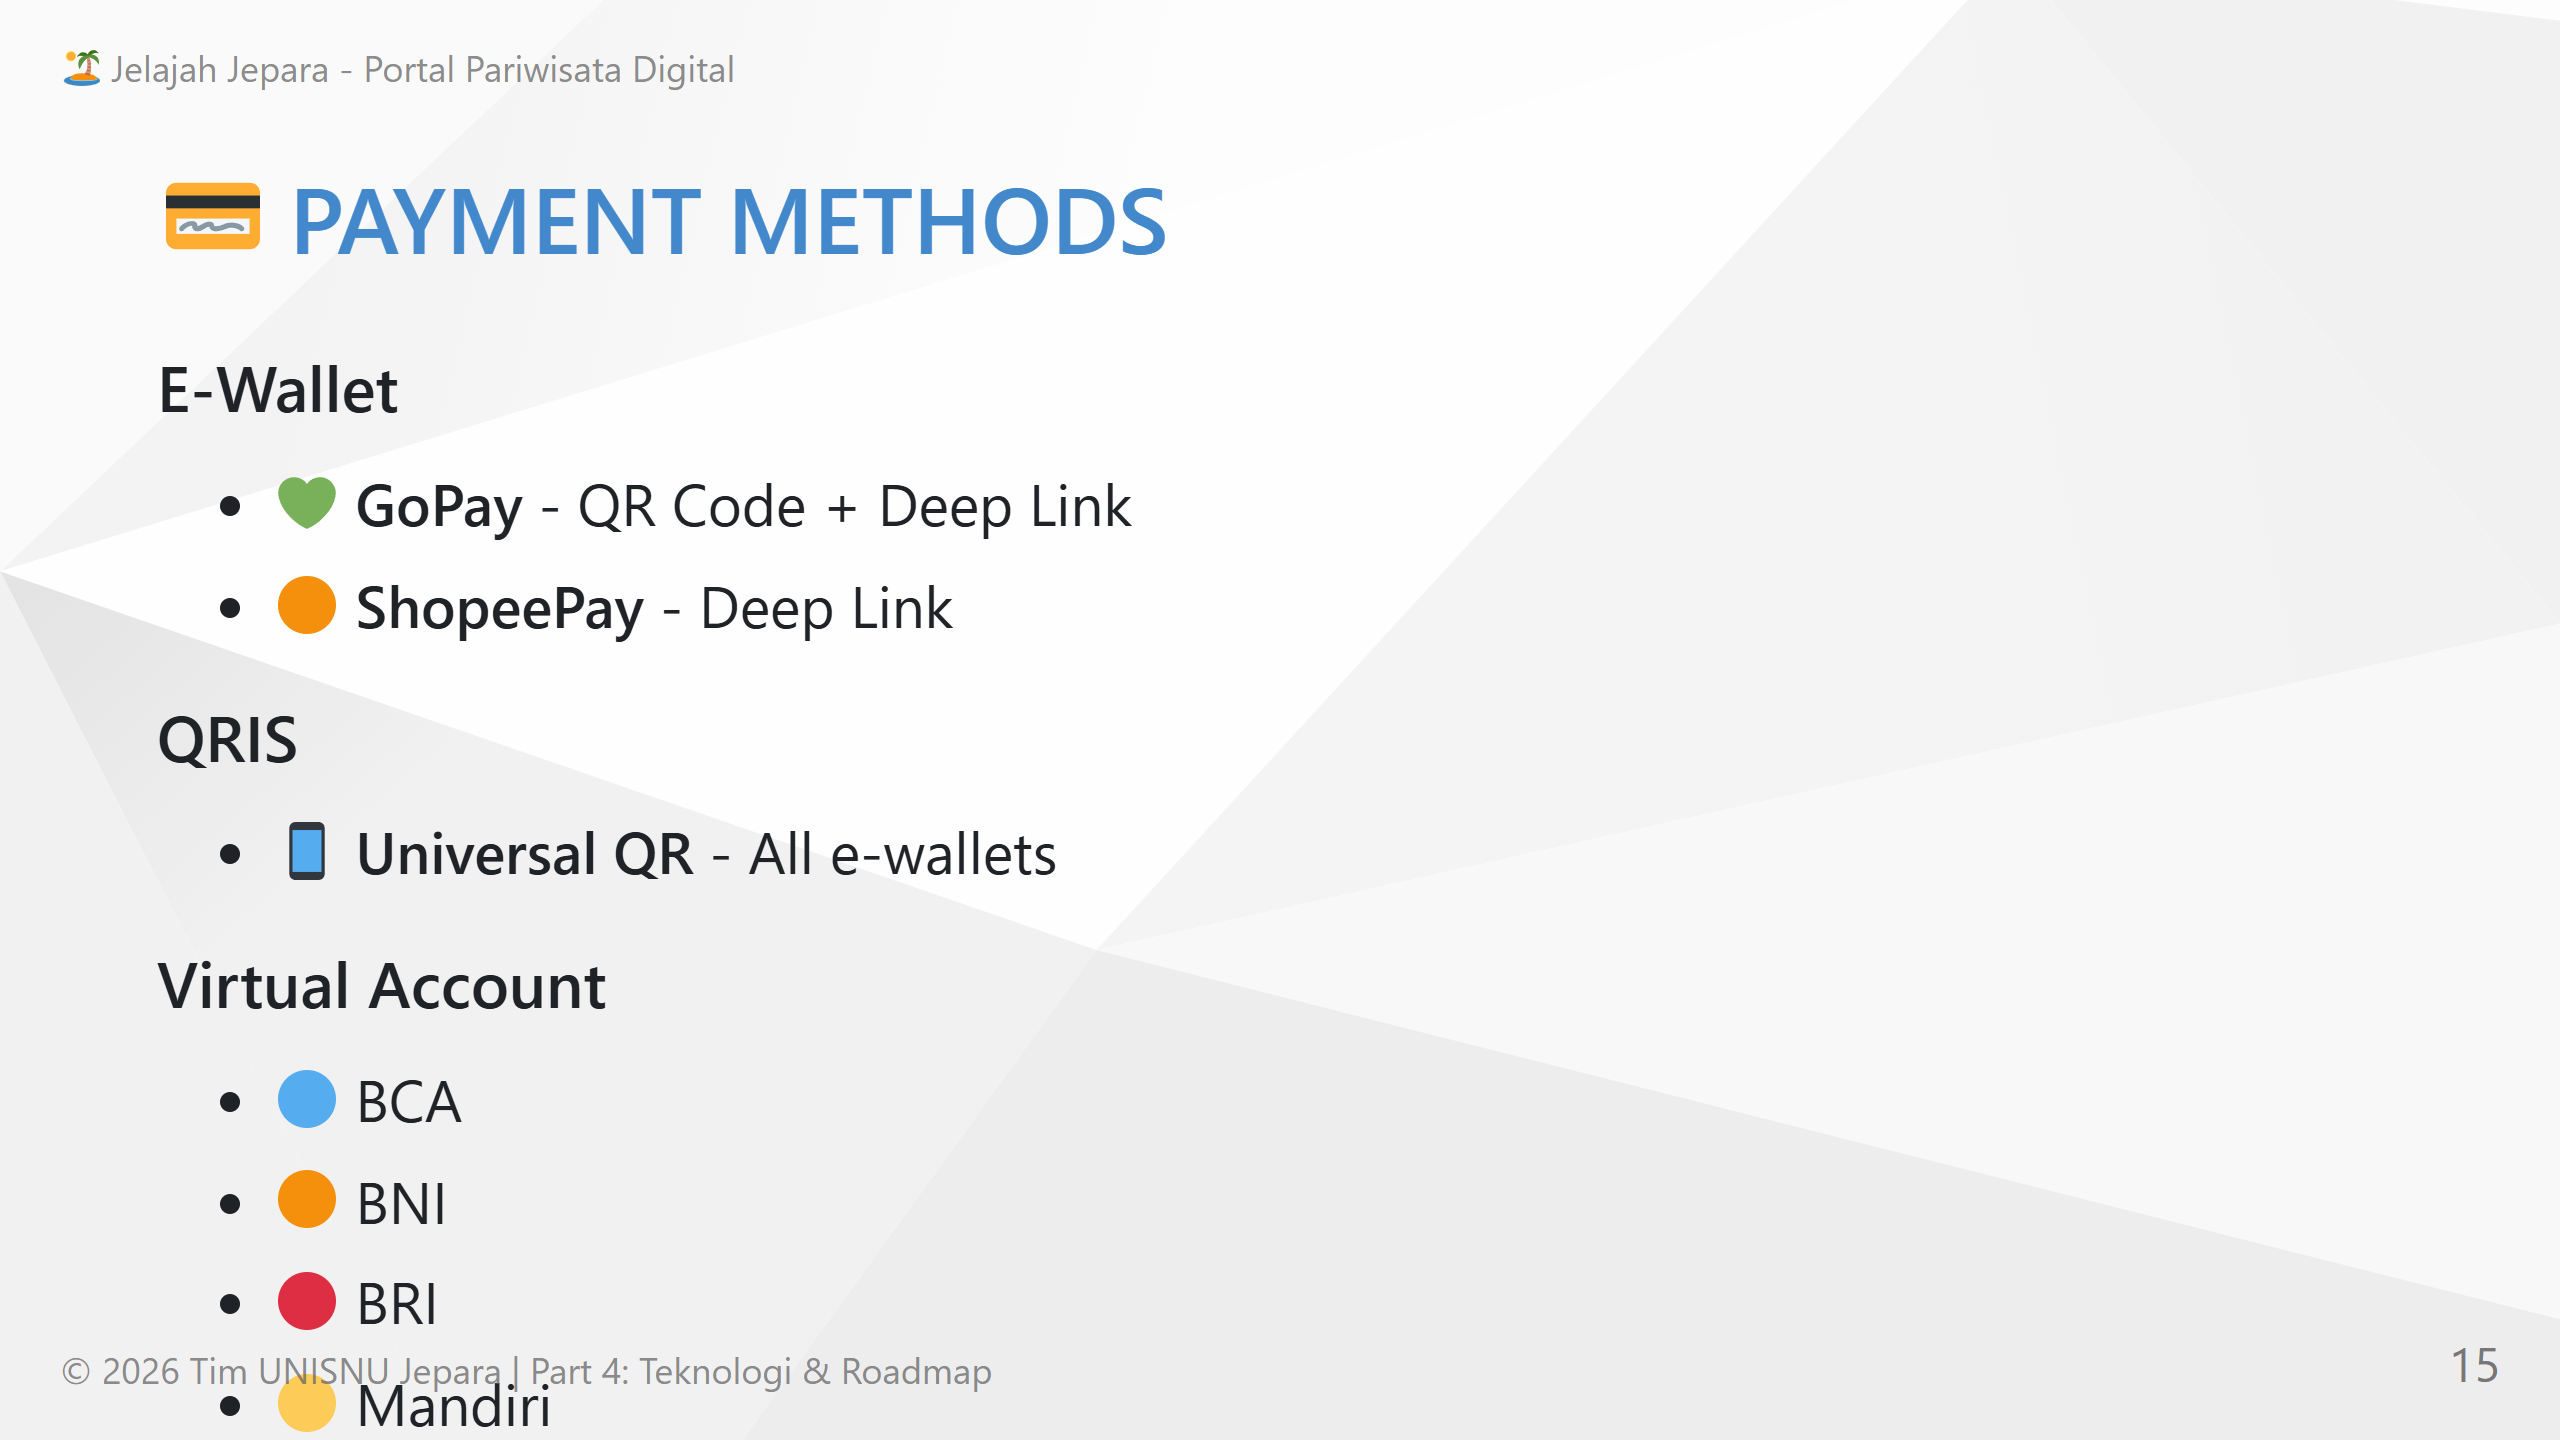 Jelajah Jepara - Portal Pariwisata Digital
PAYMENT METHODS
E-Wallet
• GoPay - QR Code + Deep Link
• ShopeePay - Deep Link
QRIS
• Universal QR - All e-wallets
Virtual Account
• BCA
• BNI
• BRI
• Mandiri
© 2026 Tim UNISNU Jepara | Part 4: Teknologi & Roadmap
15